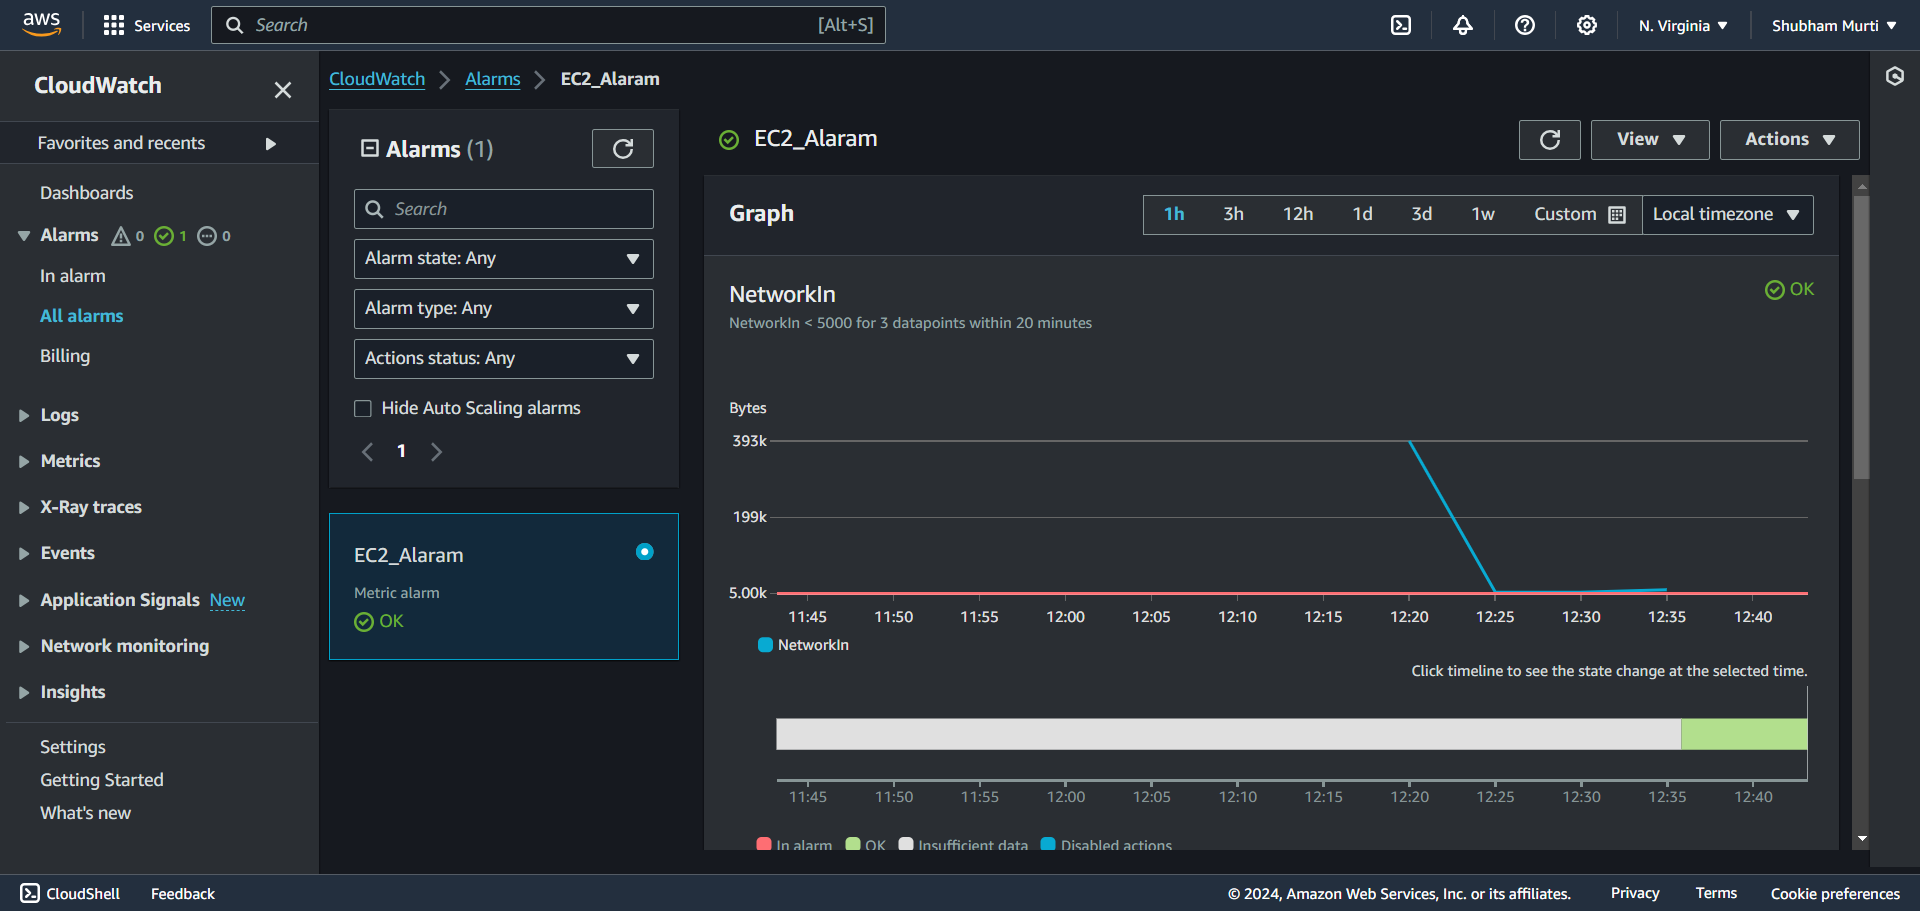 aws
Services
Search
[Alt+S]
N. Virginia
Shubham Murti
CloudWatch
Favorites and recents
Dashboards
Alarms 0 1 0
In alarm
All alarms
Billing
Logs
Metrics
X-Ray traces
Events
Application Signals New
Network monitoring
Insights
Settings
Getting Started
What's new
CloudWatch
Alarms
EC2_Alaram
Alarms (1)
Search
Alarm state: Any
Alarm type: Any
Actions status: Any
Hide Auto Scaling alarms
1
EC2_Alaram
Metric alarm
OK
EC2_Alaram
View
Actions
Graph
1h 3h 12h 1d 3d 1w Custom
Local timezone
NetworkIn
OK
NetworkIn < 5000 for 3 datapoints within 20 minutes
Bytes
393k
199k
5.00k
11:45 11:50 11:55 12:00 12:05 12:10 12:15 12:20 12:25 12:30 12:35 12:40
NetworkIn
Click timeline to see the state change at the selected time.
11:45 11:50 11:55 12:00 12:05 12:10 12:15 12:20 12:25 12:30 12:35 12:40
In alarm OK Insufficient data Disabled actions
CloudShell
Feedback
© 2024, Amazon Web Services, Inc. or its affiliates.
Privacy
Terms
Cookie preferences